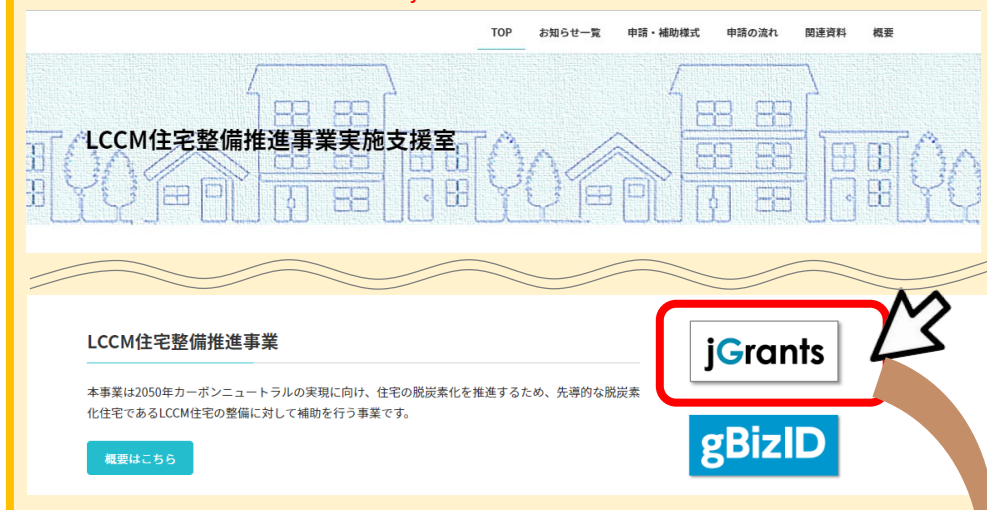 TOP お知らせ一覧 申請・補助様式 申請の流れ 関連資料 概要
LCCM住宅整備推進事業実施支援室
LCCM住宅整備推進事業
本事業は2050年カーボンニュートラルの実現に向け、住宅の脱炭素化を推進するため、先導的な脱炭素
化住宅であるLCCM住宅の整備に対して補助を行う事業です。
概要はこちら
jGrants
gBizID